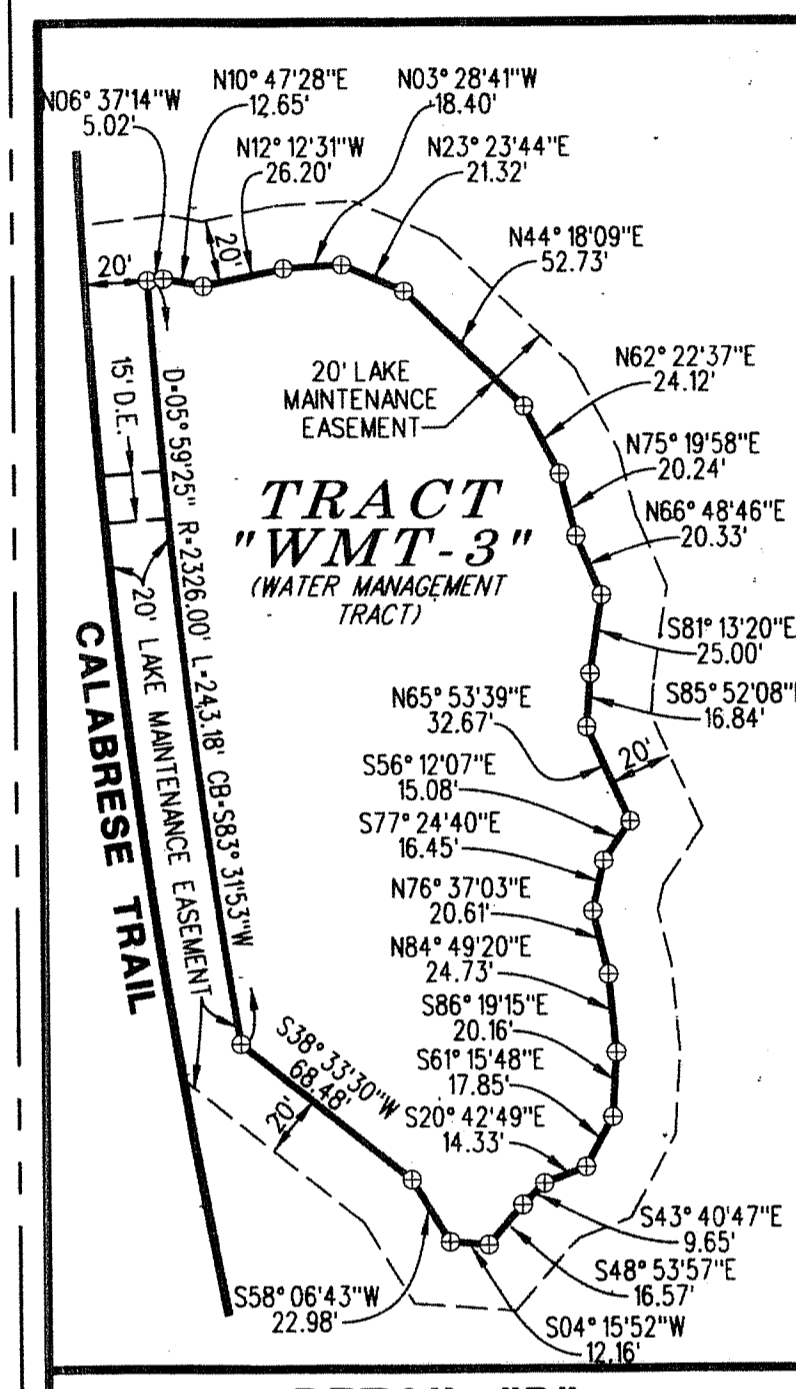 N06° 37'14"W
5.02'
N10° 47'28"E
12.65'
N03° 28'41"W
18.40'
N12° 12'31"W
26.20'
N23° 23'44"E
21.32'
20'
20'
N44° 18'09"E
52.73'
20' LAKE
MAINTENANCE
EASEMENT
N62° 22'37"E
24.12'
15' D.E.
D=05° 59'25" R=2326.00' L=243.18' CB=S83° 31'53"W
N75° 19'58"E
20.24'
TRACT
"WMT-3"
(WATER MANAGEMENT
TRACT)
N66° 48'46"E
20.33'
20' LAKE MAINTENANCE EASEMENT
CALABRESE TRAIL
S81° 13'20"E
25.00'
S85° 52'08"
16.84'
N65° 53'39"E
32.67'
20'
S56° 12'07"E
15.08'
S77° 24'40"E
16.45'
N76° 37'03"E
20.61'
N84° 49'20"E
24.73'
S86° 19'15"E
20.16'
S61° 15'48"E
17.85'
S38° 33'30"W
68.48'
20'
S20° 42'49"E
14.33'
S43° 40'47"E
9.65'
S48° 53'57"E
16.57'
S58° 06'43"W
22.98'
S04° 15'52"W
12.16'